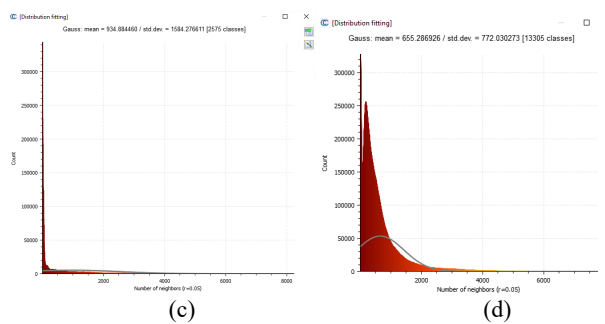 [Distribution fitting]
Gauss: mean = 934.884460 / std.dev. = 1584.276611 [2575 classes]
300000
250000
200000
150000
100000
50000
0
Count
2000
4000
6000
8000
Number of neighbors (r=0.05)
(c)
[Distribution fitting]
Gauss: mean = 655.286926 / std.dev. = 772.030273 [13305 classes]
300000
250000
200000
150000
100000
50000
0
Count
2000
4000
6000
Number of neighbors (r=0.05)
(d)